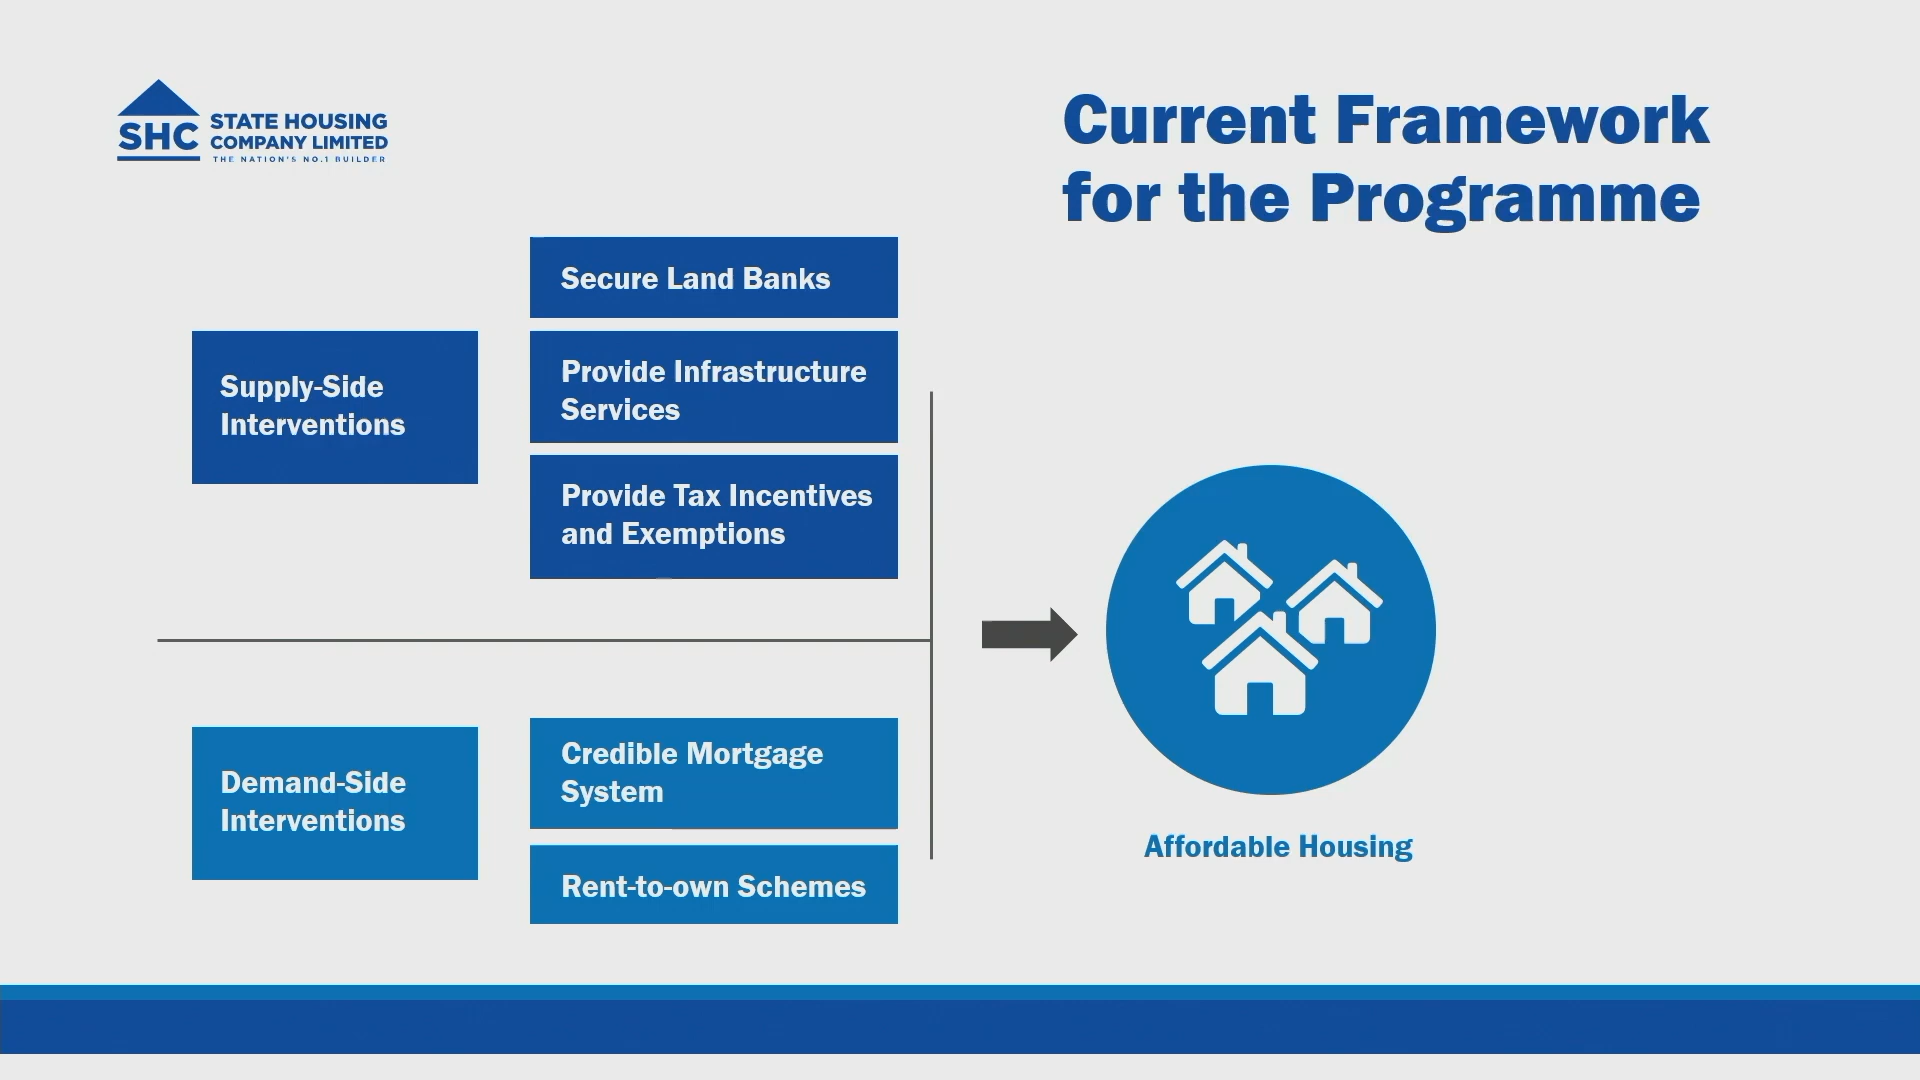 SHC
STATE HOUSING
COMPANY LIMITED
THE NATION'S NO.1 BUILDER
Current Framework
for the Programme
Supply-Side
Interventions
Secure Land Banks
Provide Infrastructure
Services
Provide Tax Incentives
and Exemptions
Demand-Side
Interventions
Credible Mortgage
System
Rent-to-own Schemes
Affordable Housing